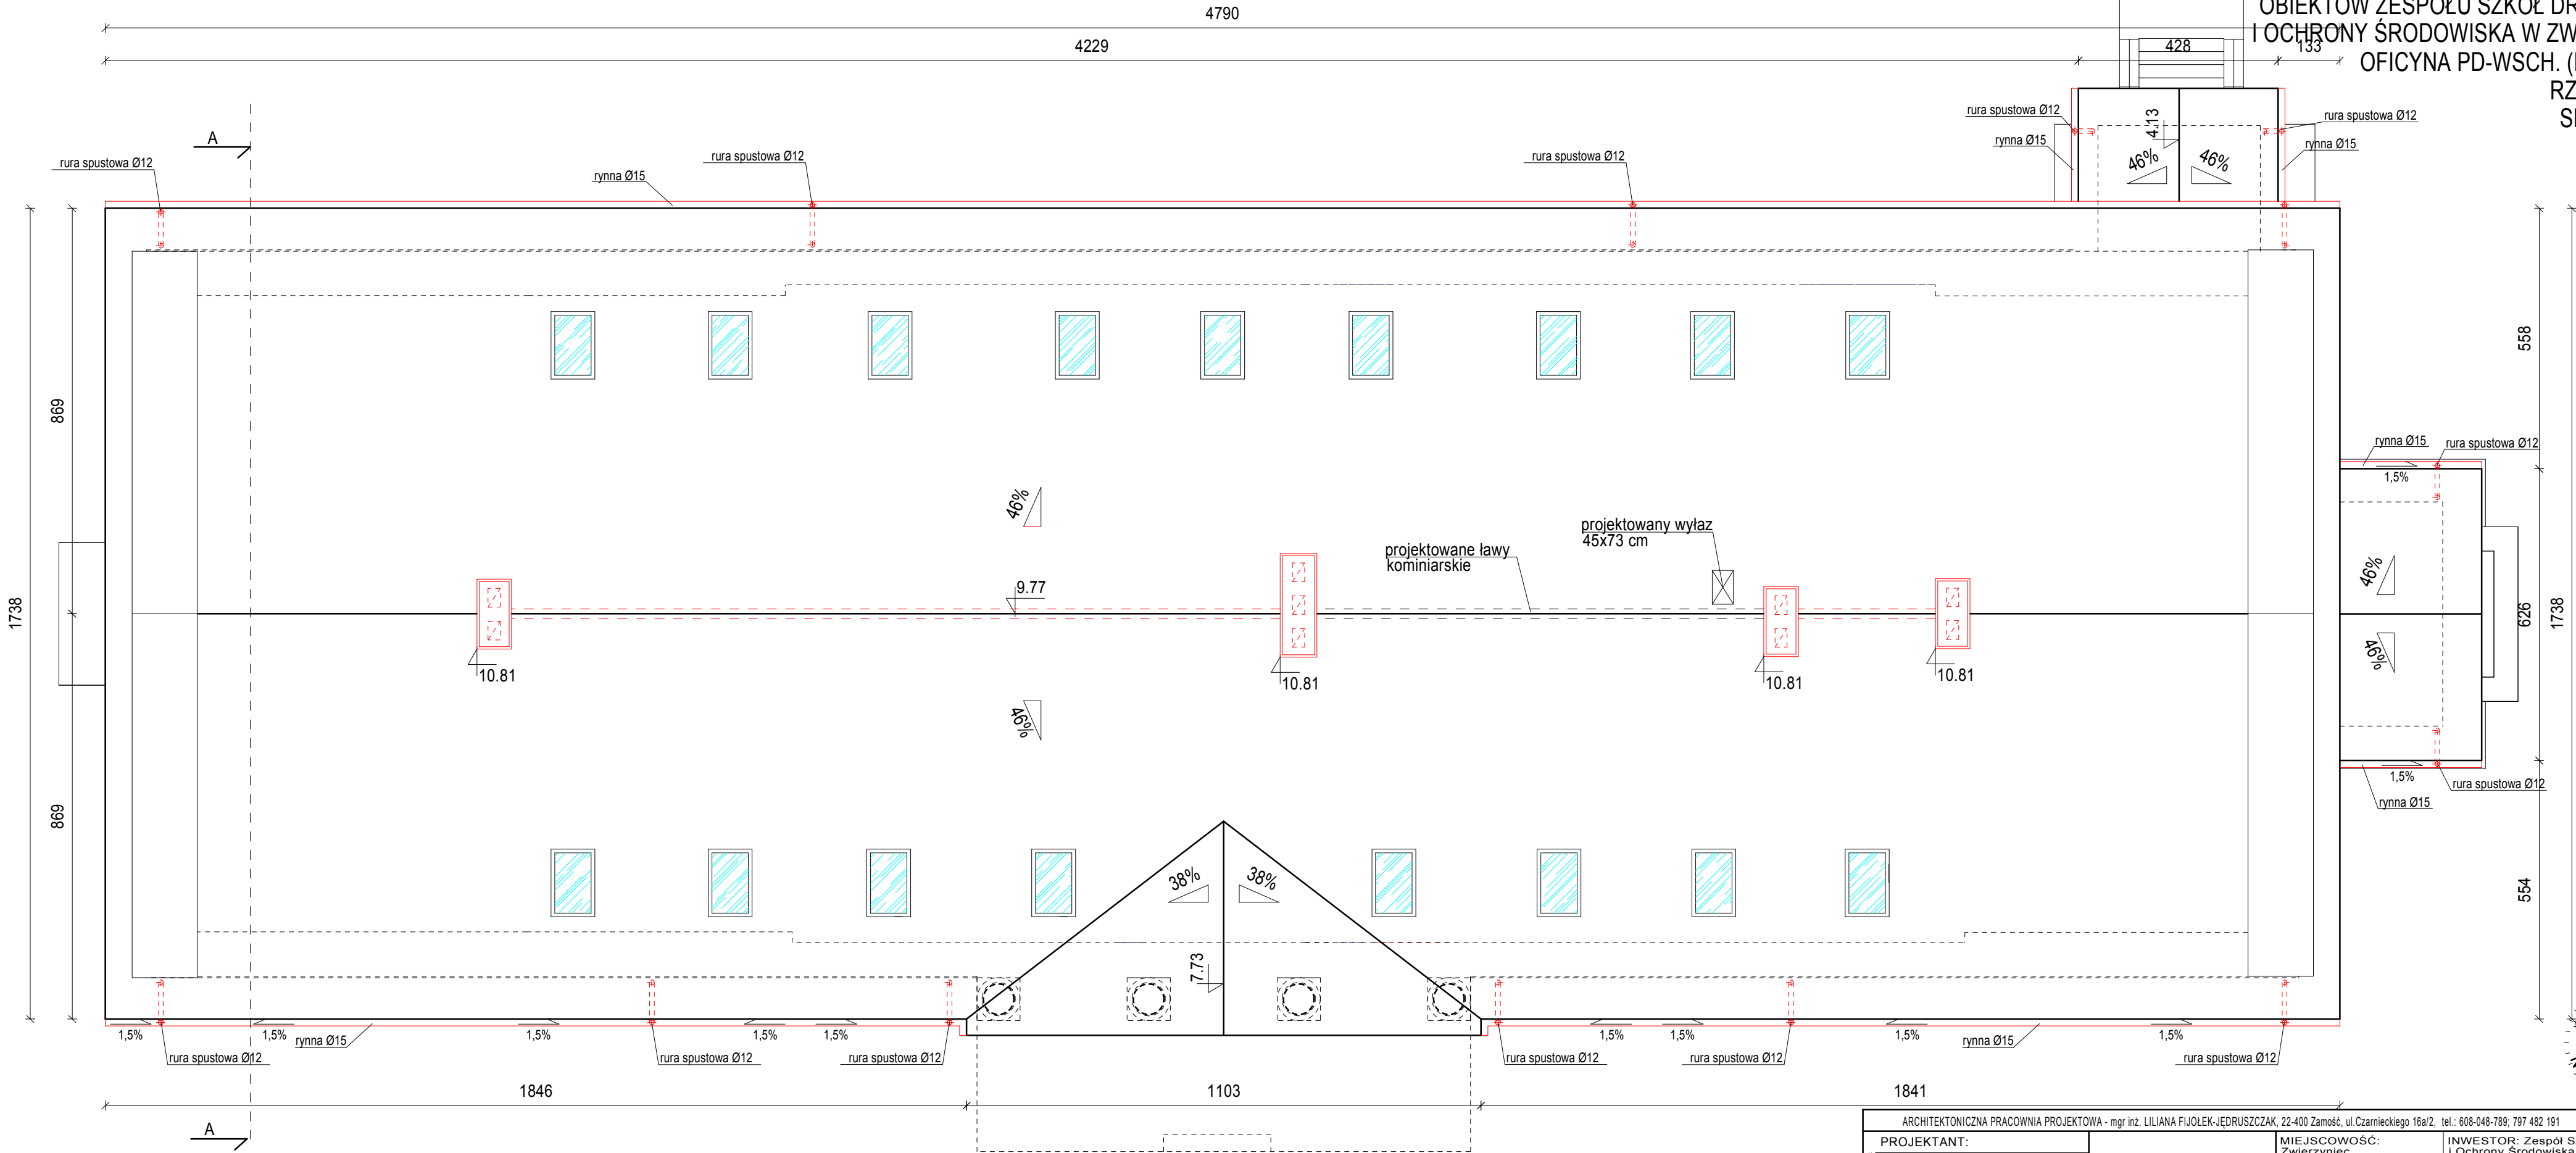 4790
OBIEKTÓW ZESPOŁU SZKÓŁ
4229
428
133
I OCHRONY ŚRODOWISKA W
OFICYNA PD-WSCH.
A
rura spustowa Ø12
rynna Ø15
rura spustowa Ø12
rura spustowa Ø12
rura spustowa Ø12
rynna Ø15
4.13
46%
46%
rura spustowa Ø12
rynna Ø15
869
558
rynna Ø15
rura spustowa Ø12
1,5%
46%
projektowany wyłaz
45x73 cm
projektowane ławy
kominiarskie
9.77
1738
10.81
10.81
10.81
10.81
46%
46%
626
1738
46%
869
1,5%
rura spustowa Ø12
rynna Ø15
38%
38%
554
7.73
1,5%
1,5%
rynna Ø15
1,5%
1,5%
1,5%
1,5%
1,5%
1,5%
rynna Ø15
1,5%
rura spustowa Ø12
rura spustowa Ø12
rura spustowa Ø12
rura spustowa Ø12
rura spustowa Ø12
rura spustowa Ø12
1846
1103
1841
A
ARCHITEKTONICZNA PRACOWNIA PROJEKTOWA - mgr inż. LILIANA FIJOŁEK-JĘDRUSZCZAK, 22-400 Zamość, ul.Czarnieckiego 16a/2, tel.: 608-048-789; 797 482 191
PROJEKTANT:
MIEJSCOWOŚĆ:
Zwierzyniec
INWESTOR: Zespół
i Ochrony Środowiska